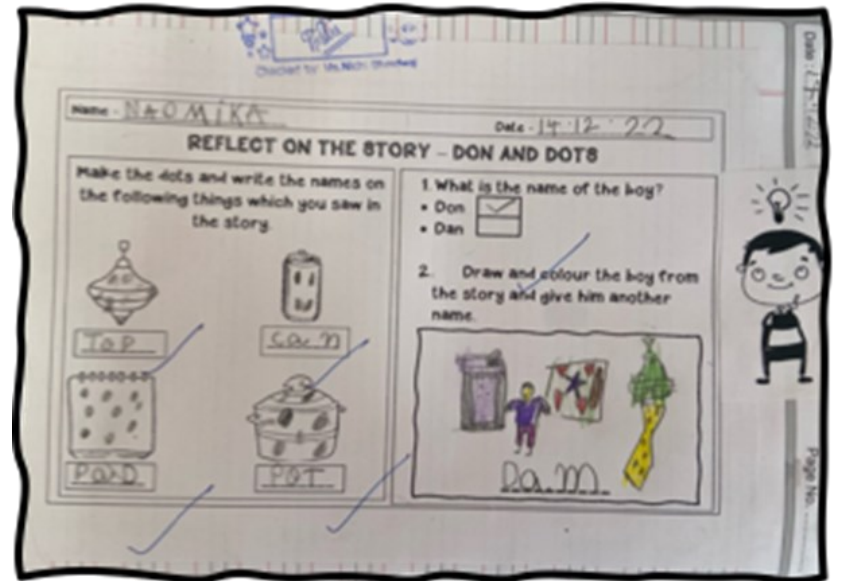 Name - NAOMIKA
Date - 14.12.22
REFLECT ON THE STORY - DON AND DOTS
Make the dots and write the names on
the following things which you saw in
the story.
Top
can
PanD
POT
1. What is the name of the boy?
• Don
• Dan
2. Draw and colour the boy from
the story and give him another
name.
Dam
Page No.